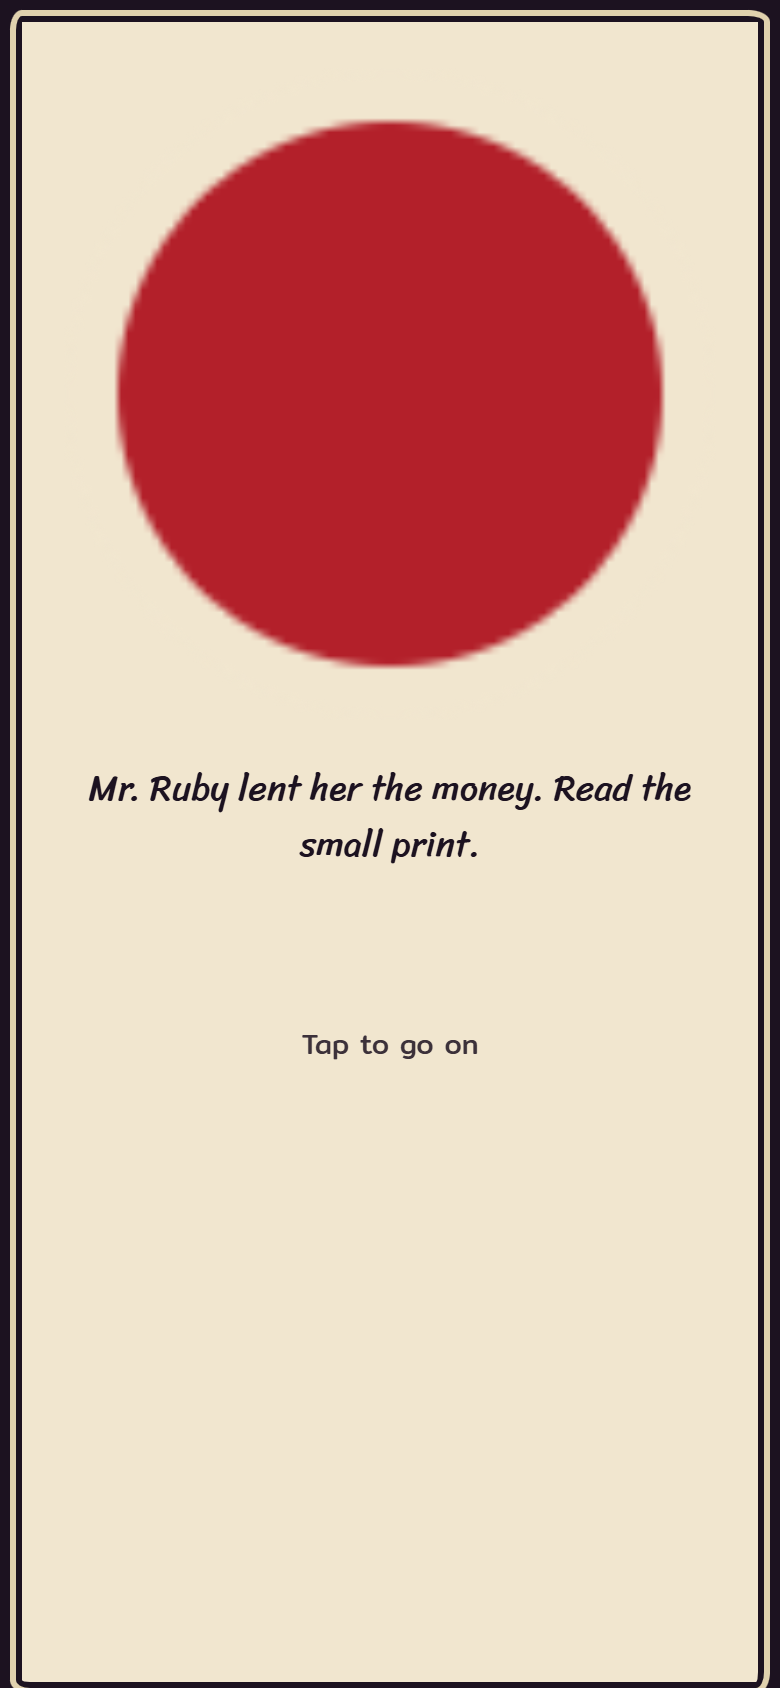 Mr. Ruby lent her the money. Read the
small print.
Tap to go on